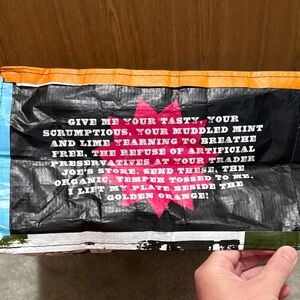 GIVE ME YOUR TASTY, YOUR
SCRUMPTIOUS, YOUR MUDDLED MINT
AND LIME YEARNING TO BREATHE
FREE, THE REFUSE OF ARTIFICIAL
PRESERVATIVES AT YOUR TRADER
JOE'S STORE. SEND THESE, THE
ORGANIC, TEMPEH TOSSED TO ME,
I LIFT MY PLATE BESIDE THE
GOLDEN ORANGE!